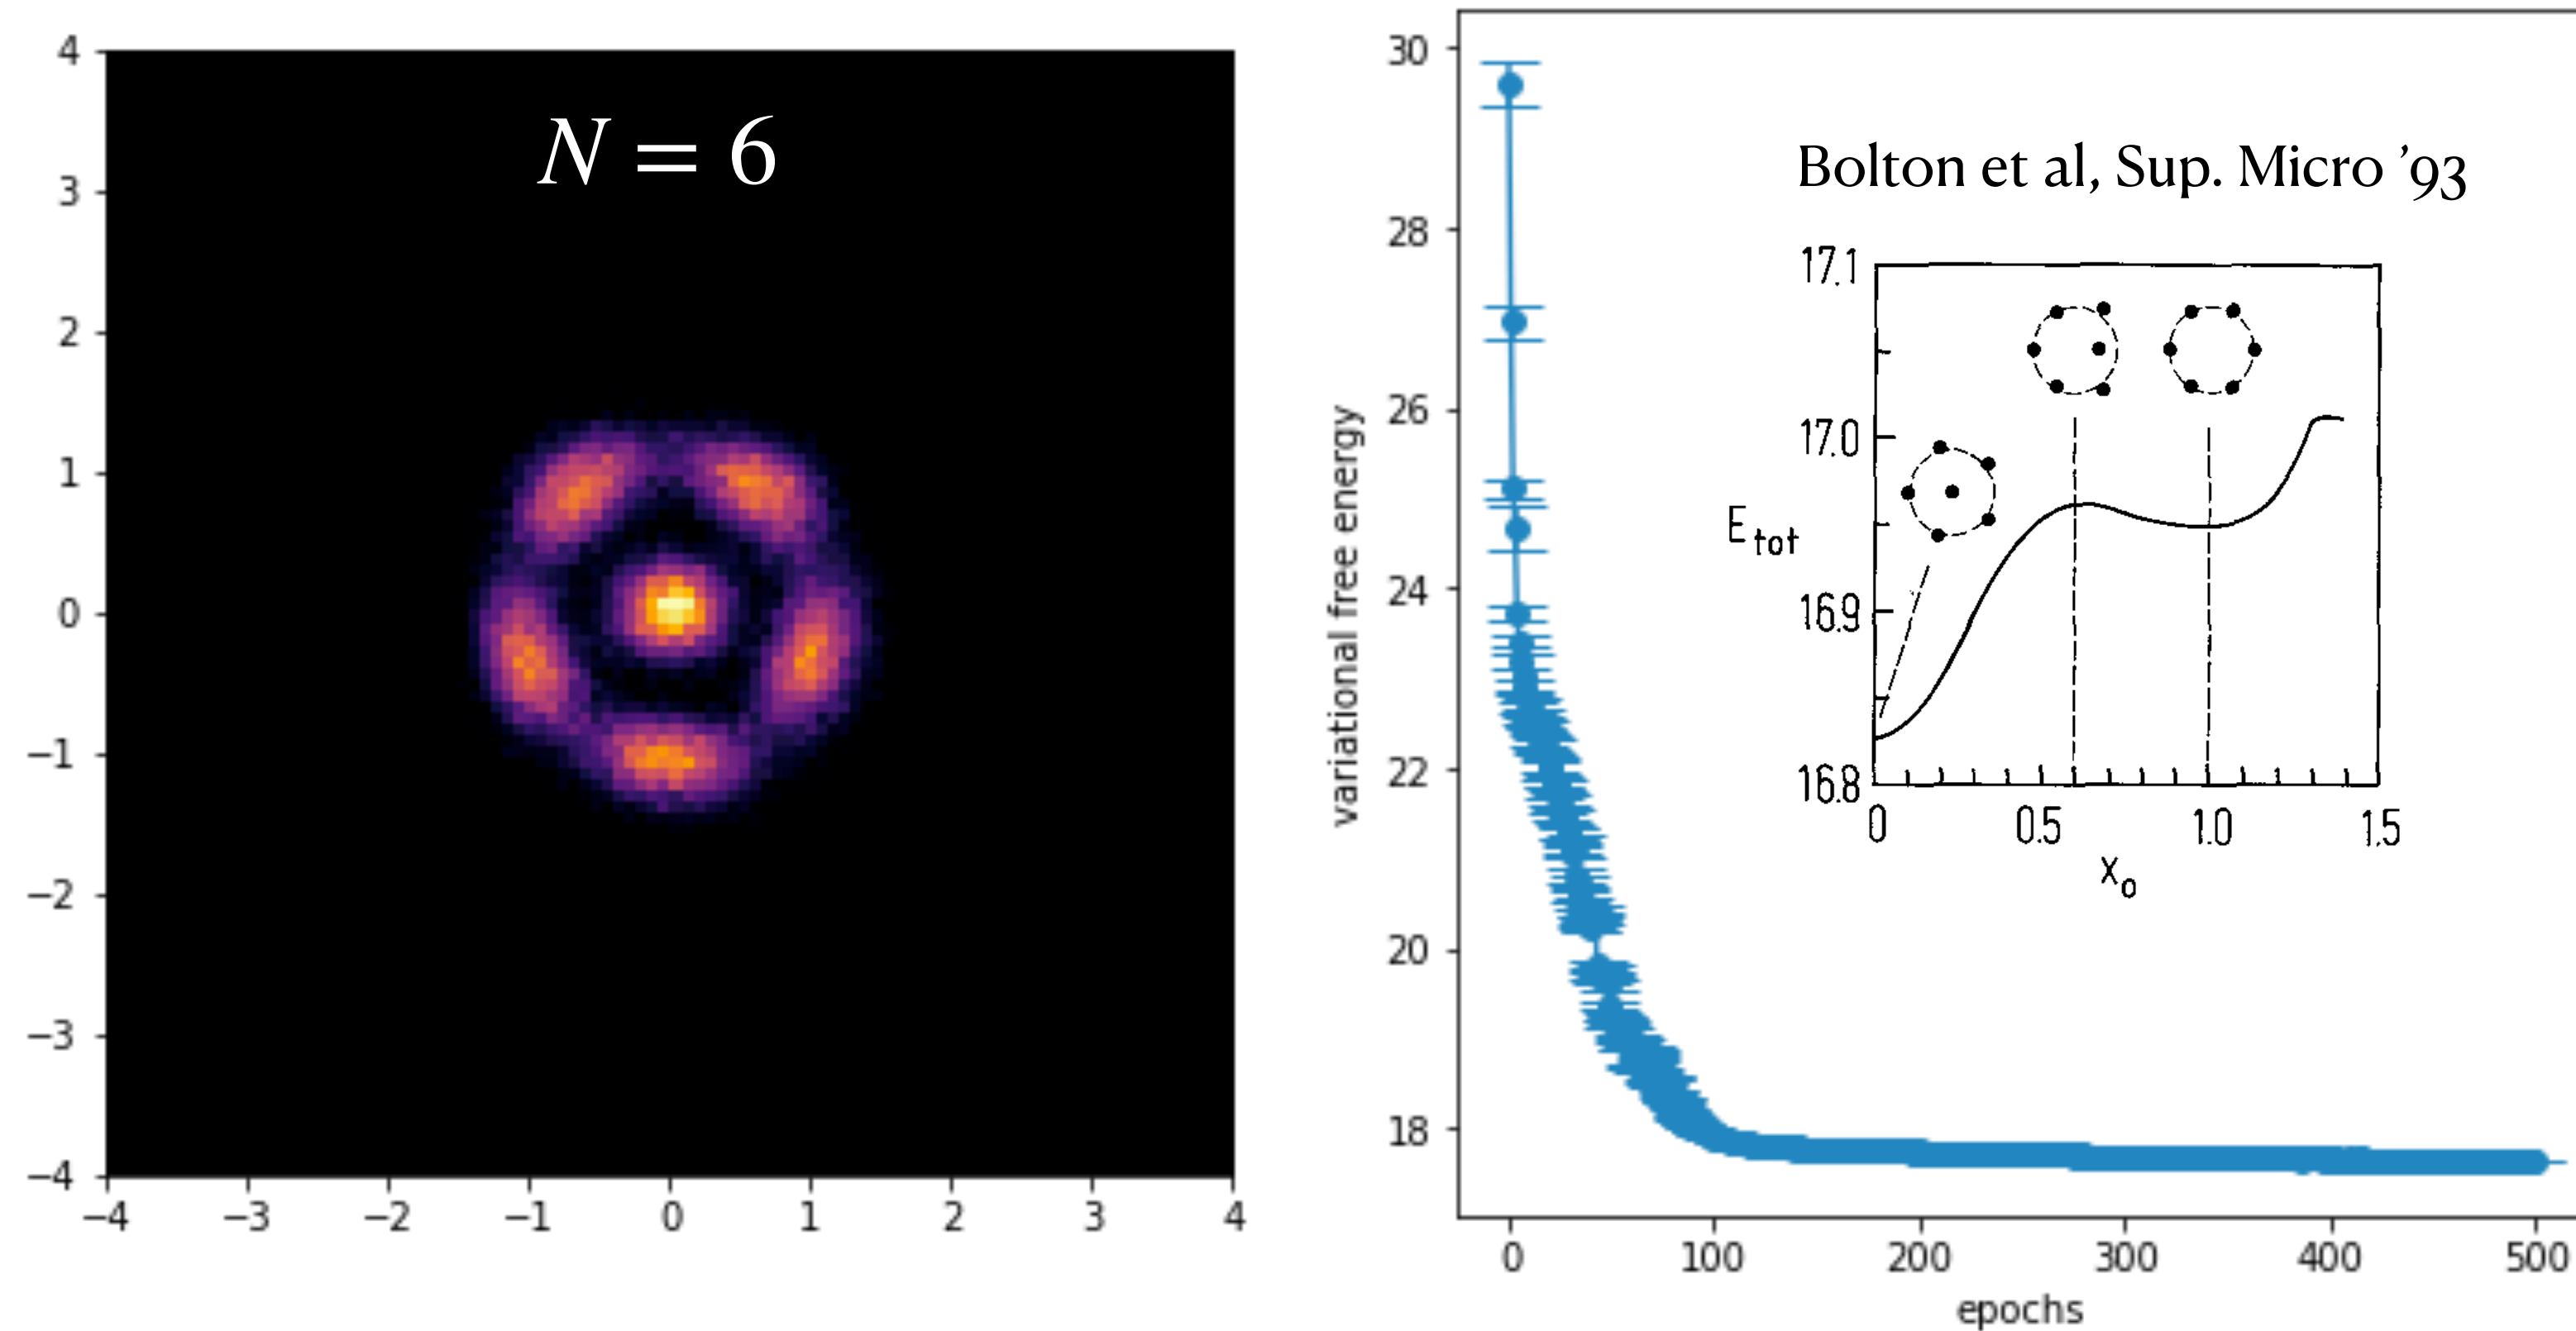 4
3
2
1
0
−1
−2
−3
−4
−4 −3 −2 −1 0 1 2 3 4
N = 6
variational free energy
30
28
26
24
22
20
18
0 100 200 300 400 500
epochs
Bolton et al, Sup. Micro ’93
17.1
17.0
16.9
16.8
E tot
0 0.5 1.0 1.5
X0